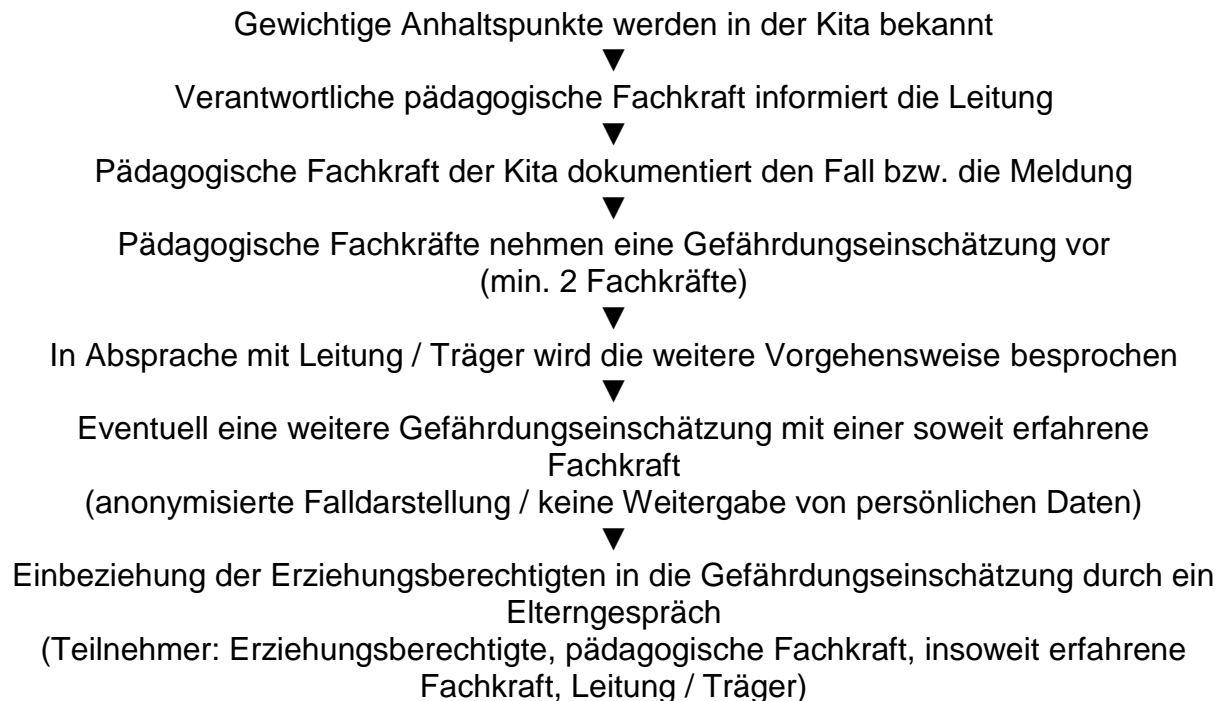 Gewichtige Anhaltspunkte werden in der Kita bekannt
▼
Verantwortliche pädagogische Fachkraft informiert die Leitung
▼
Pädagogische Fachkraft der Kita dokumentiert den Fall bzw. die Meldung
▼
Pädagogische Fachkräfte nehmen eine Gefährdungseinschätzung vor
(min. 2 Fachkräfte)
▼
In Absprache mit Leitung / Träger wird die weitere Vorgehensweise besprochen
▼
Eventuell eine weitere Gefährdungseinschätzung mit einer soweit erfahrene
Fachkraft
(anonymisierte Falldarstellung / keine Weitergabe von persönlichen Daten)
▼
Einbeziehung der Erziehungsberechtigten in die Gefährdungseinschätzung durch ein
Elterngespräch
(Teilnehmer: Erziehungsberechtigte, pädagogische Fachkraft, insoweit erfahrene
Fachkraft, Leitung / Träger)